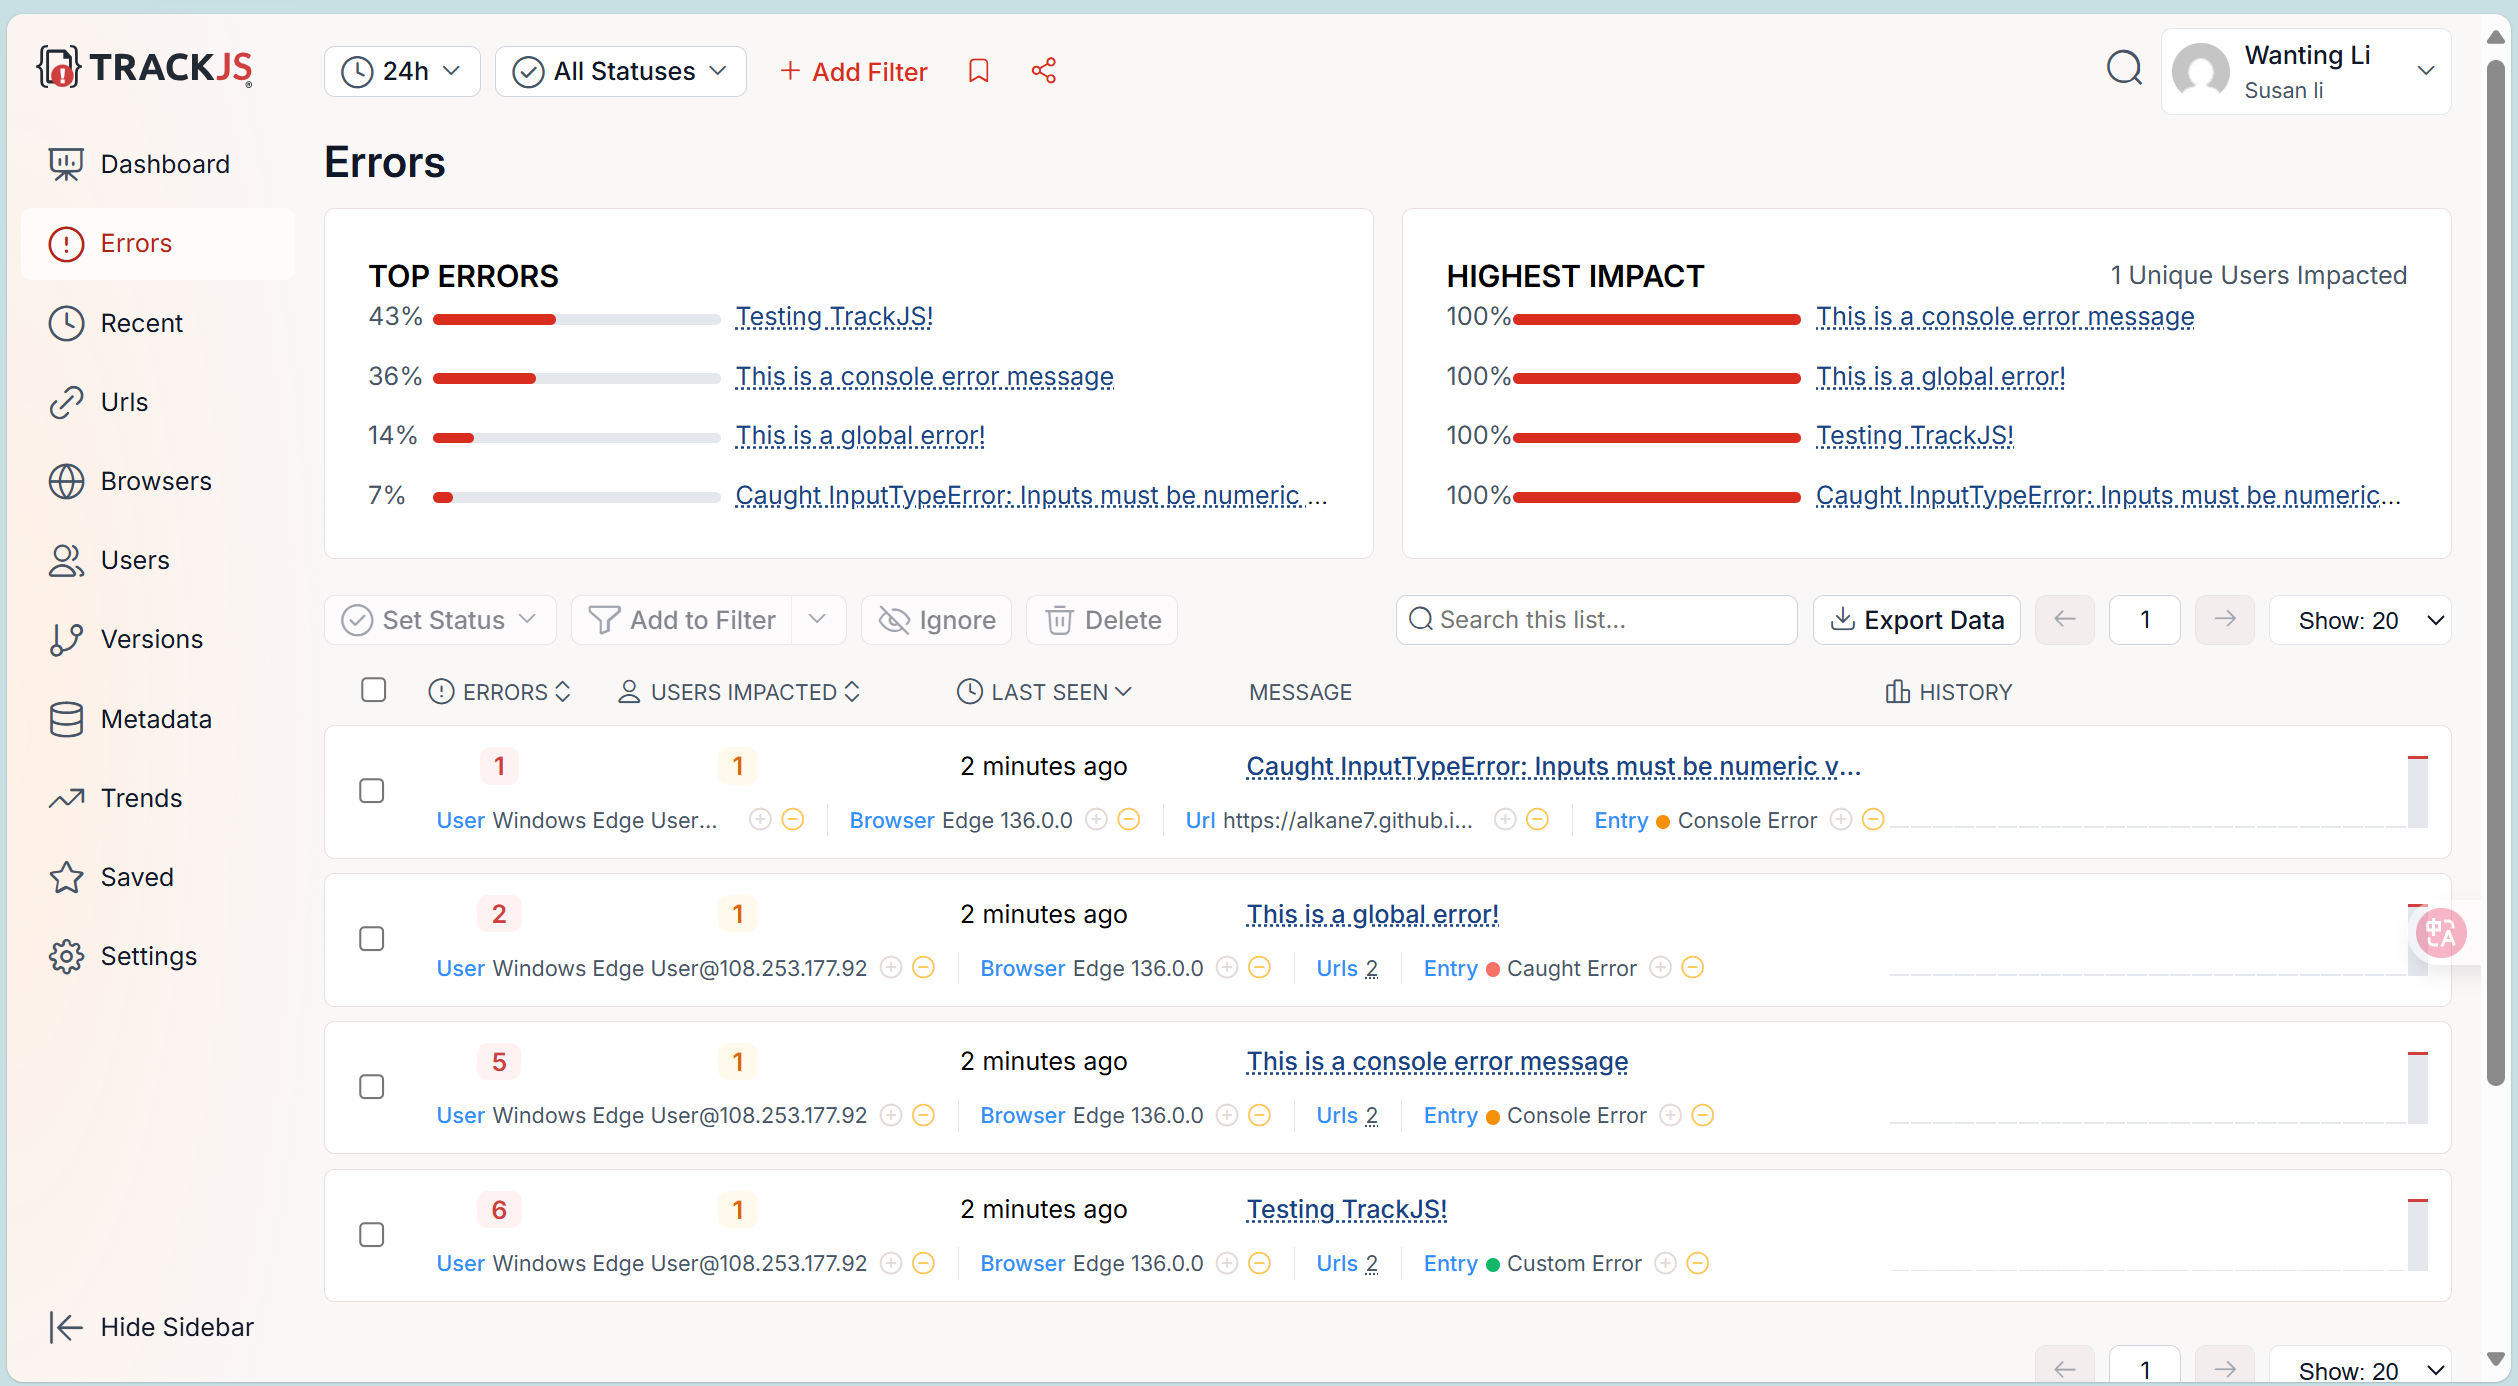 TRACKJS®
24h
All Statuses
+ Add Filter
Wanting Li
Susan li
Dashboard
Errors
Recent
Urls
Browsers
Users
Versions
Metadata
Trends
Saved
Settings
Hide Sidebar
Errors
TOP ERRORS
43% Testing TrackJS!
36% This is a console error message
14% This is a global error!
7% Caught InputTypeError: Inputs must be numeric ...
HIGHEST IMPACT 1 Unique Users Impacted
100% This is a console error message
100% This is a global error!
100% Testing TrackJS!
100% Caught InputTypeError: Inputs must be numeric...
Set Status Add to Filter Ignore Delete Search this list... Export Data 1 Show: 20
ERRORS USERS IMPACTED LAST SEEN MESSAGE HISTORY
1 1 2 minutes ago Caught InputTypeError: Inputs must be numeric v...
User Windows Edge User... Browser Edge 136.0.0 Url https://alkane7.github.i... Entry Console Error
2 1 2 minutes ago This is a global error!
User Windows Edge User@108.253.177.92 Browser Edge 136.0.0 Urls 2 Entry Caught Error
中A
5 1 2 minutes ago This is a console error message
User Windows Edge User@108.253.177.92 Browser Edge 136.0.0 Urls 2 Entry Console Error
6 1 2 minutes ago Testing TrackJS!
User Windows Edge User@108.253.177.92 Browser Edge 136.0.0 Urls 2 Entry Custom Error
1 Show: 20